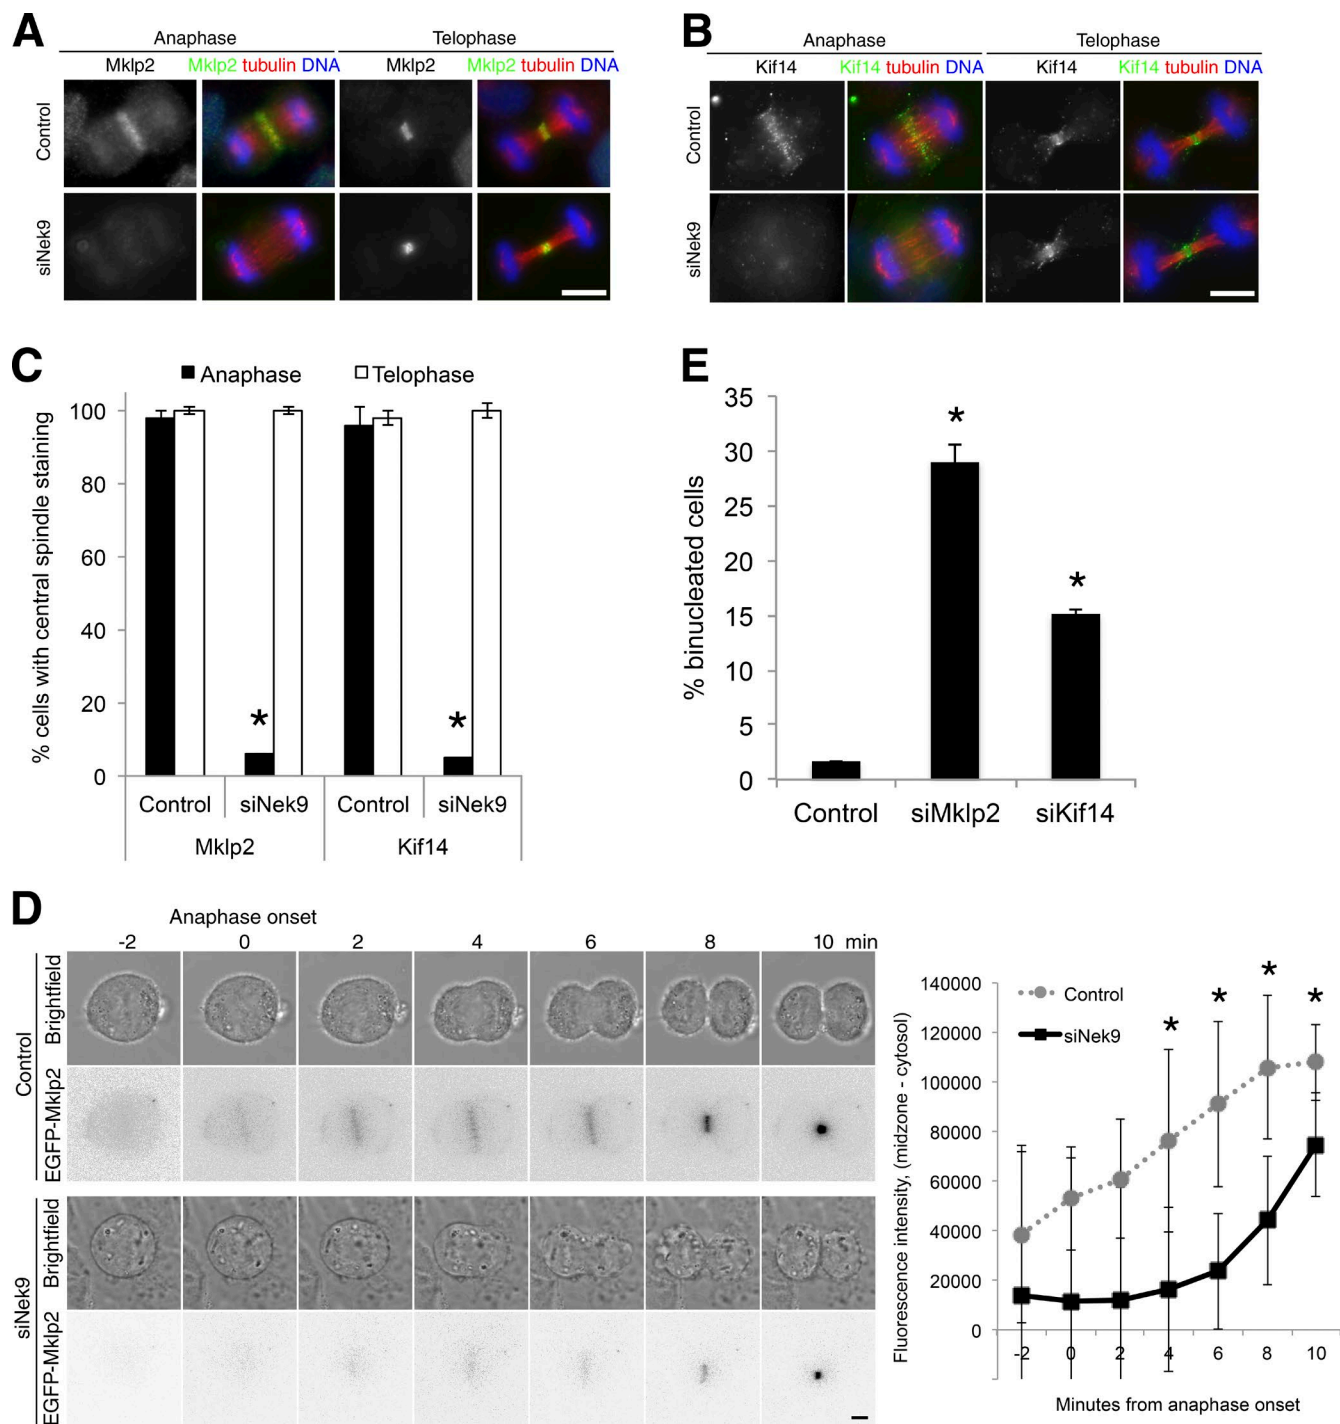 A
Anaphase Telophase
Mklp2 Mklp2 tubulin DNA Mklp2 Mklp2 tubulin DNA
Control
siNek9
B
Anaphase Telophase
Kif14 Kif14 tubulin DNA Kif14 Kif14 tubulin DNA
Control
siNek9
C
Anaphase Telophase
% cells with central spindle staining
100
80
60
40
20
0
* *
Control siNek9 Control siNek9
Mklp2 Kif14
E
% binucleated cells
35
30
25
20
15
10
5
0
* *
Control siMklp2 siKif14
D
Anaphase onset
-2 0 2 4 6 8 10 min
Control
Brightfield
EGFP-Mklp2
siNek9
Brightfield
EGFP-Mklp2
Fluorescence intensity, (midzone - cytosol)
140000
120000
100000
80000
60000
40000
20000
0
Control
siNek9
* * * *
-2 0 2 4 6 8 10
Minutes from anaphase onset